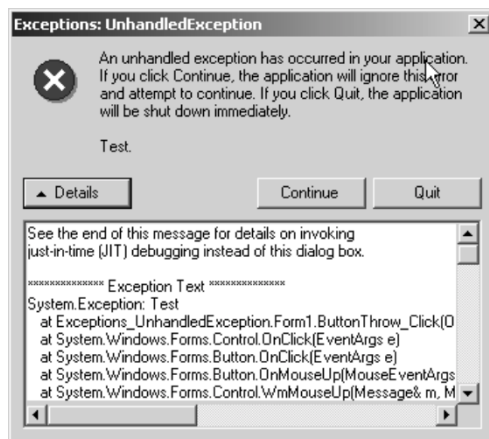 Exceptions: UnhandledException
An unhandled exception has occurred in your application.
If you click Continue, the application will ignore this error
and attempt to continue. If you click Quit, the application
will be shut down immediately.
Test.
Details
Continue
Quit
See the end of this message for details on invoking
just-in-time (JIT) debugging instead of this dialog box.
************** Exception Text **************
System.Exception: Test
at Exceptions_UnhandledException.Form1.ButtonThrow_Click(O
at System.Windows.Forms.Control.OnClick(EventArgs e)
at System.Windows.Forms.Button.OnClick(EventArgs e)
at System.Windows.Forms.Button.OnMouseUp(MouseEventArgs
at System.Windows.Forms.Control.WmMouseUp(Message& m, M